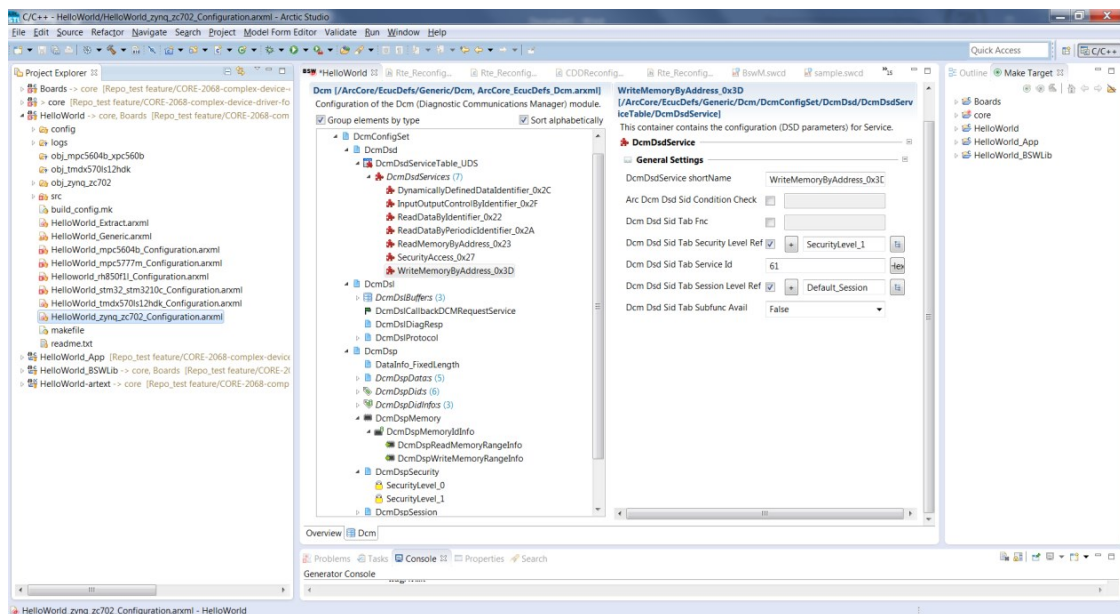 C/C++ - HelloWorld/HelloWorld_zynq_zc702_Configuration.arxml - Arctic Studio
File Edit Source Refactor Navigate Search Project Model Form Editor Validate Run Window Help
Quick Access
C/C++
Project Explorer
Boards -> core [Repo_test feature/CORE-2068-complex-device-
> core [Repo_test feature/CORE-2068-complex-device-driver-fo
HelloWorld -> core, Boards [Repo_test feature/CORE-2068-com
config
logs
obj_mpc5604b_xpc560b
obj_tmdx570ls12hdk
obj_zynq_zc702
src
build_config.mk
HelloWorld_Extract.arxml
HelloWorld_Generic.arxml
HelloWorld_mpc5604b_Configuration.arxml
HelloWorld_mpc5777m_Configuration.arxml
Helloworld_rh850f1l_Configuration.arxml
HelloWorld_stm32_stm3210c_Configuration.arxml
HelloWorld_tmdx570ls12hdk_Configuration.arxml
HelloWorld_zynq_zc702_Configuration.arxml
makefile
readme.txt
HelloWorld_App [Repo_test feature/CORE-2068-complex-device
HelloWorld_BSWLib -> core, Boards [Repo_test feature/CORE-20
HelloWorld-artext -> core [Repo_test feature/CORE-2068-comp
BSW *HelloWorld
Rte_Reconfig...
Rte_Reconfig...
CDDReconfig...
Rte_Reconfig...
BswM.swcd
sample.swcd
»15
Dcm [/ArcCore/EcucDefs/Generic/Dcm, ArcCore_EcucDefs_Dcm.arxml]
Configuration of the Dcm (Diagnostic Communications Manager) module.
Group elements by type
Sort alphabetically
DcmConfigSet
DcmDsd
DcmDsdServiceTable_UDS
DcmDsdServices (7)
DynamicallyDefinedDataIdentifier_0x2C
InputOutputControlByIdentifier_0x2F
ReadDataByIdentifier_0x22
ReadDataByPeriodicIdentifier_0x2A
ReadMemoryByAddress_0x23
SecurityAccess_0x27
WriteMemoryByAddress_0x3D
DcmDsl
DcmDslBuffers (3)
DcmDslCallbackDCMRequestService
DcmDslDiagResp
DcmDslProtocol
DcmDsp
DataInfo_FixedLength
DcmDspDatas (5)
DcmDspDids (6)
DcmDspDidInfos (3)
DcmDspMemory
DcmDspMemoryIdInfo
DcmDspReadMemoryRangeInfo
DcmDspWriteMemoryRangeInfo
DcmDspSecurity
SecurityLevel_0
SecurityLevel_1
DcmDspSession
Overview
Dcm
WriteMemoryByAddress_0x3D
[/ArcCore/EcucDefs/Generic/Dcm/DcmConfigSet/DcmDsd/DcmDsdServ
iceTable/DcmDsdService]
This container contains the configuration (DSD parameters) for Service.
DcmDsdService
General Settings
DcmDsdService shortName
WriteMemoryByAddress_0x3D
Arc Dcm Dsd Sid Condition Check
Dcm Dsd Sid Tab Fnc
Dcm Dsd Sid Tab Security Level Ref
+
SecurityLevel_1
Dcm Dsd Sid Tab Service Id
61
Hex
Dcm Dsd Sid Tab Session Level Ref
+
Default_Session
Dcm Dsd Sid Tab Subfunc Avail
False
Outline
Make Target
Boards
core
HelloWorld
HelloWorld_App
HelloWorld_BSWLib
Problems
Tasks
Console
Properties
Search
Generator Console
HelloWorld_zynq_zc702_Configuration.arxml - HelloWorld